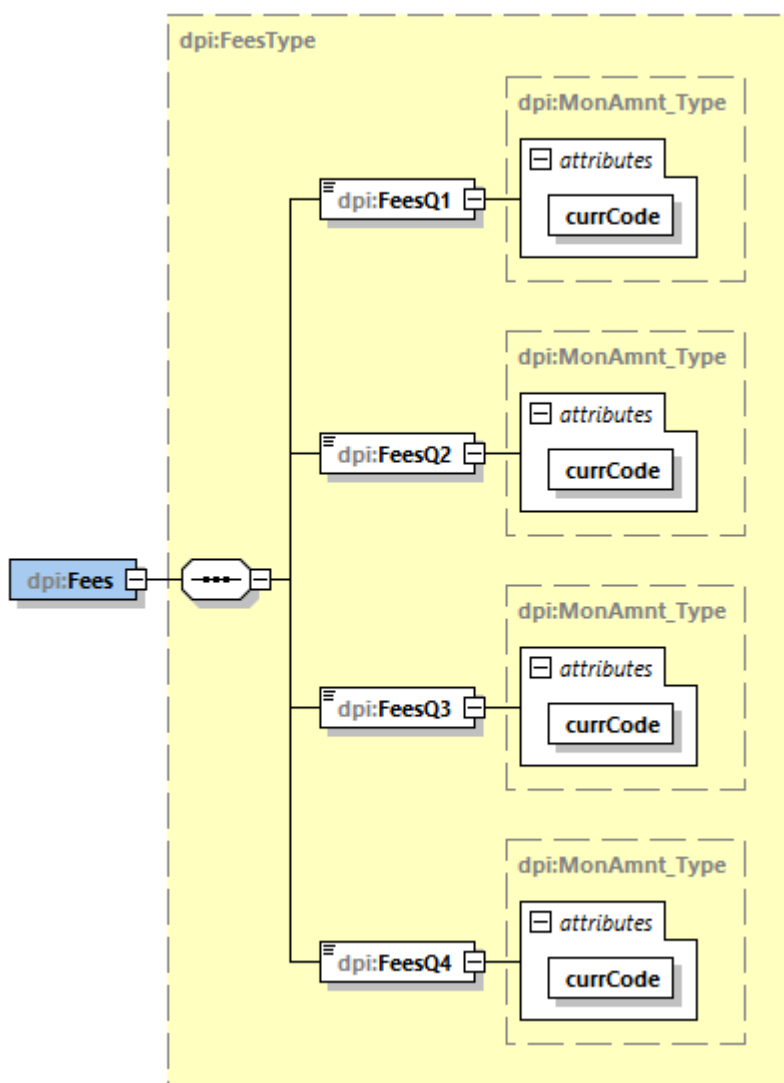 dpi:FeesType
dpi:MonAmnt_Type
attributes
dpi:FeesQ1
currCode
dpi:MonAmnt_Type
attributes
dpi:FeesQ2
currCode
dpi:Fees
dpi:MonAmnt_Type
attributes
dpi:FeesQ3
currCode
dpi:MonAmnt_Type
attributes
dpi:FeesQ4
currCode